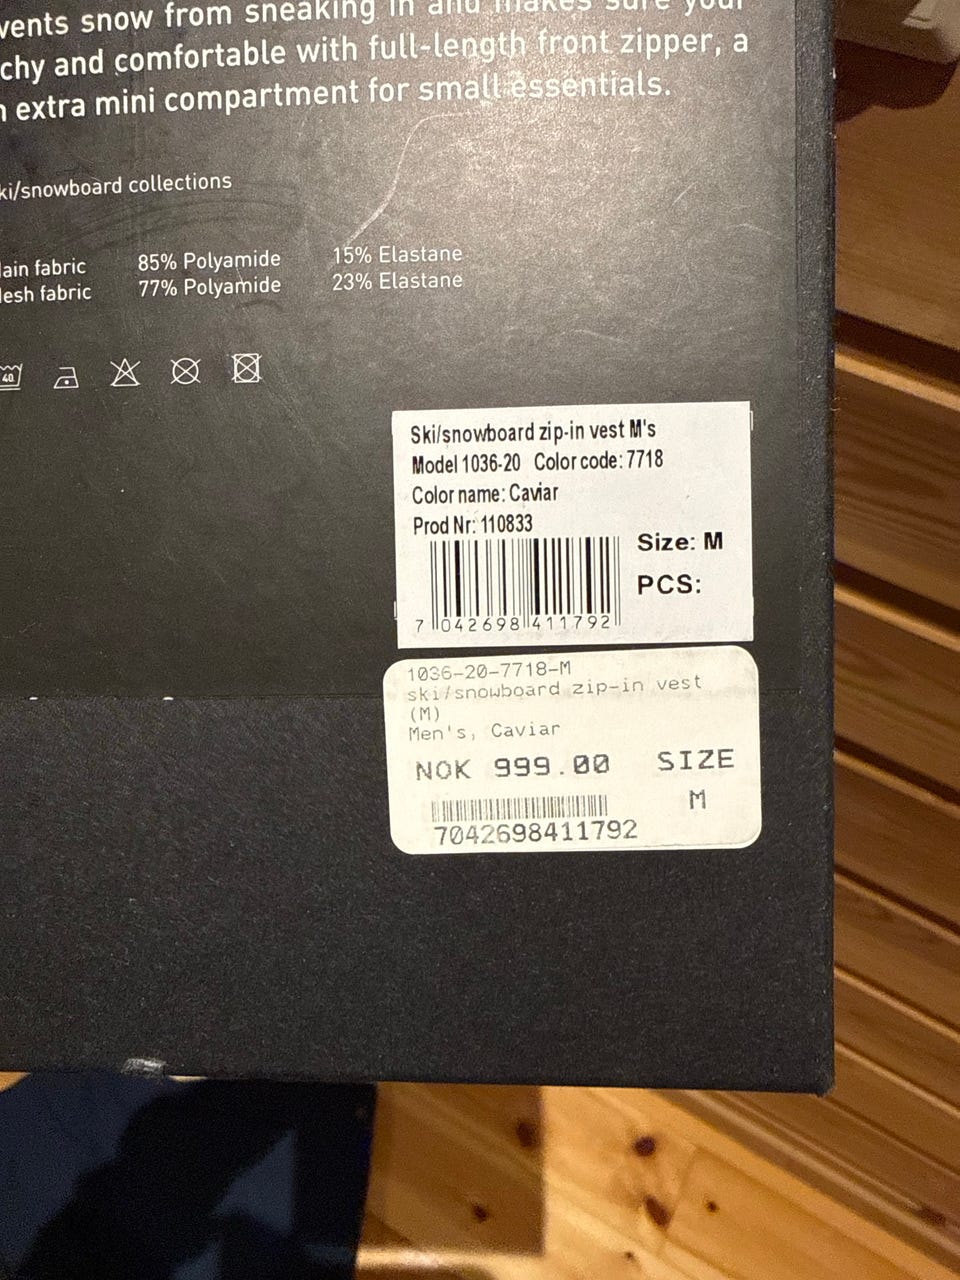 snow from sneaking in and makes sure your
and comfortable with full-length front zipper, a
extra mini compartment for small essentials.
ki/snowboard collections
ain fabric 85% Polyamide 15% Elastane
esh fabric 77% Polyamide 23% Elastane
40
Ski/snowboard zip-in vest M's
Model 1036-20 Color code: 7718
Color name: Caviar
Prod Nr: 110833
Size: M
PCS:
7 042698 411792
1036-20-7718-M
ski/snowboard zip-in vest
(M)
Men's, Caviar
NOK 999.00 SIZE
M
7042698411792